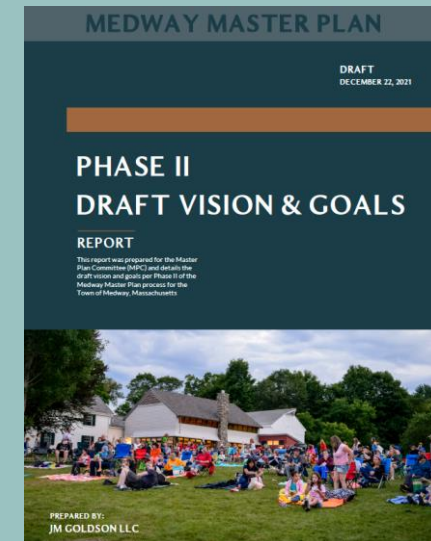 MEDWAY MASTER PLAN
DRAFT
DECEMBER 22, 2021
PHASE II
DRAFT VISION & GOALS
REPORT
This report was prepared for the Master
Plan Committee (MPC) and details the
draft vision and goals per Phase II of the
Medway Master Plan process for the
Town of Medway, Massachusetts
PREPARED BY:
JM GOLDSON LLC